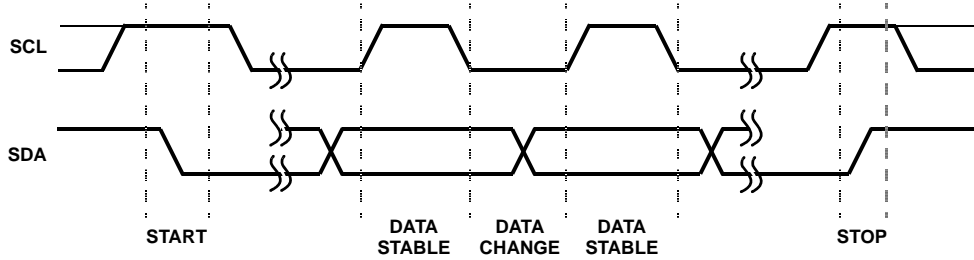 SCL
SDA
START
DATA
STABLE
DATA
CHANGE
DATA
STABLE
STOP